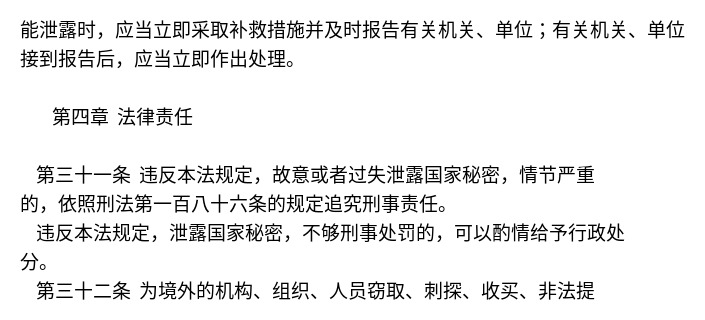 能泄露时，应当立即采取补救措施并及时报告有关机关、单位；有关机关、单位
接到报告后，应当立即作出处理。
第四章 法律责任
第三十一条 违反本法规定，故意或者过失泄露国家秘密，情节严重
的，依照刑法第一百八十六条的规定追究刑事责任。
违反本法规定，泄露国家秘密，不够刑事处罚的，可以酌情给予行政处
分。
第三十二条 为境外的机构、组织、人员窃取、刺探、收买、非法提